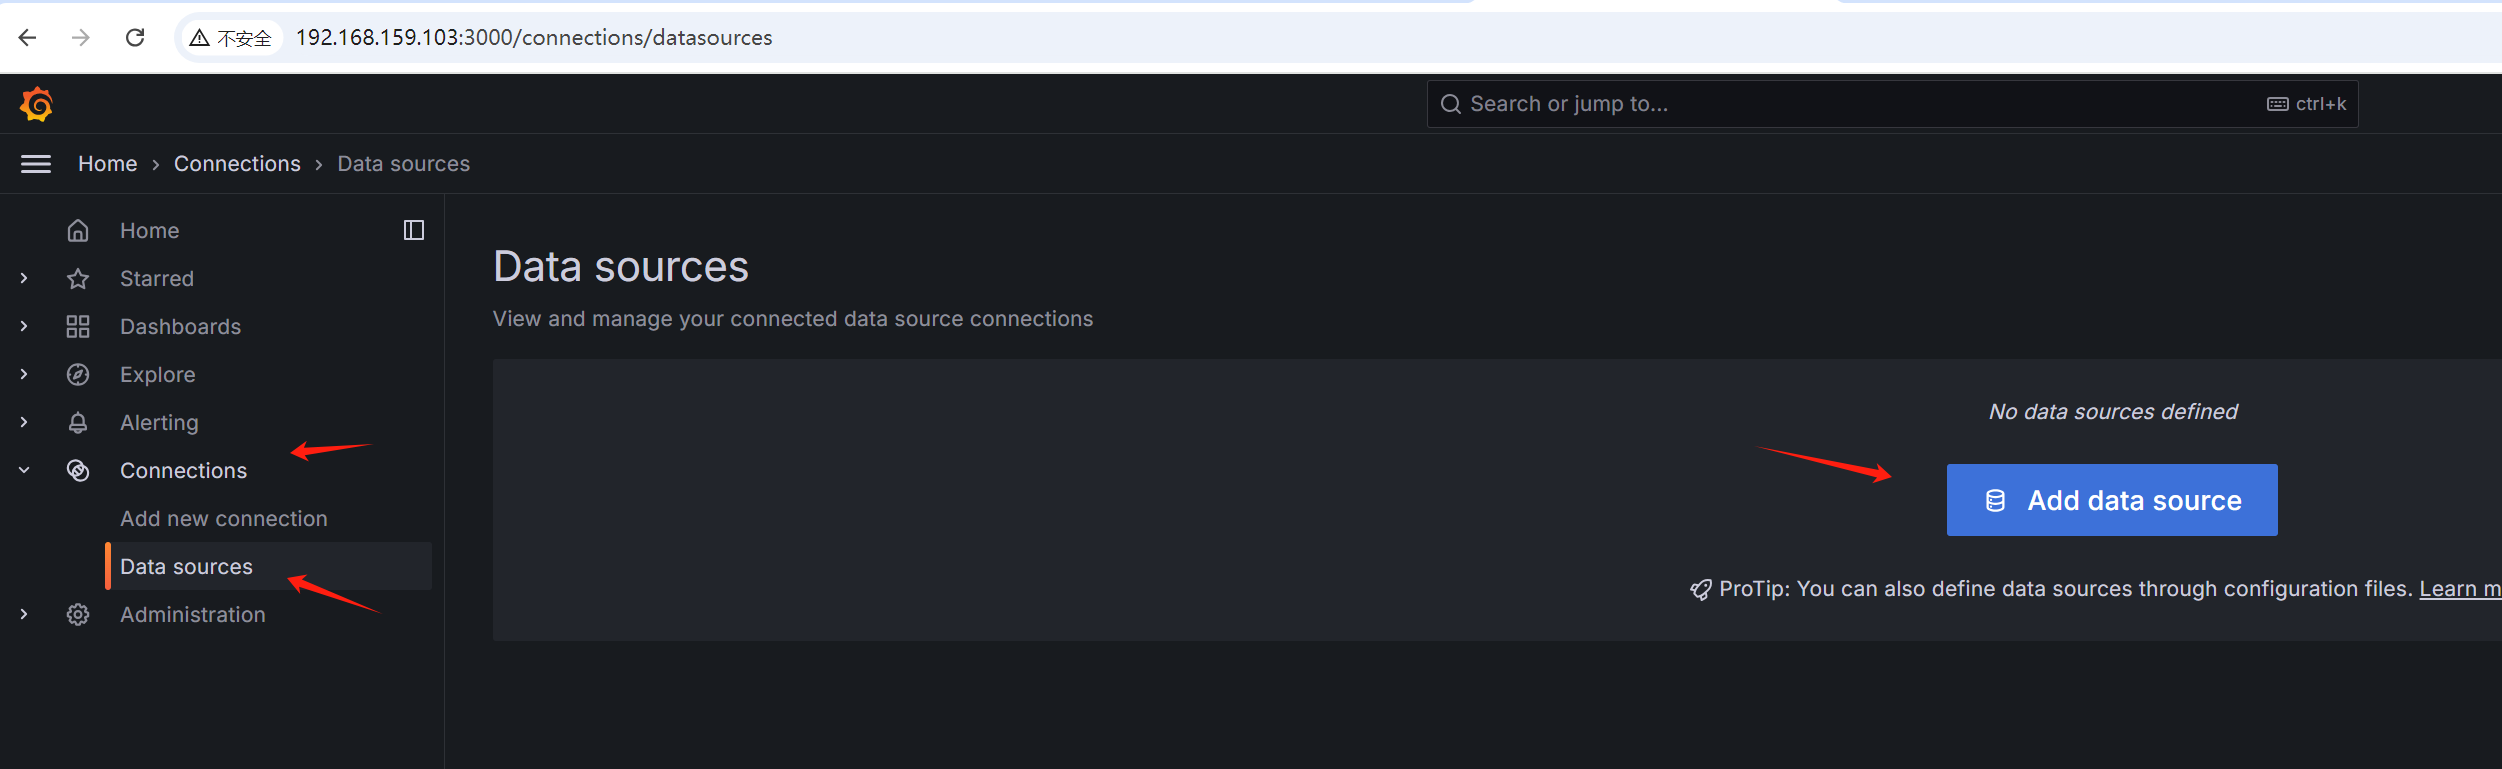 不安全 192.168.159.103:3000/connections/datasources
Search or jump to... ctrl+k
Home › Connections › Data sources
Home
Starred
Dashboards
Explore
Alerting
Connections
Add new connection
Data sources
Administration
Data sources
View and manage your connected data source connections
No data sources defined
Add data source
ProTip: You can also define data sources through configuration files. Learn m